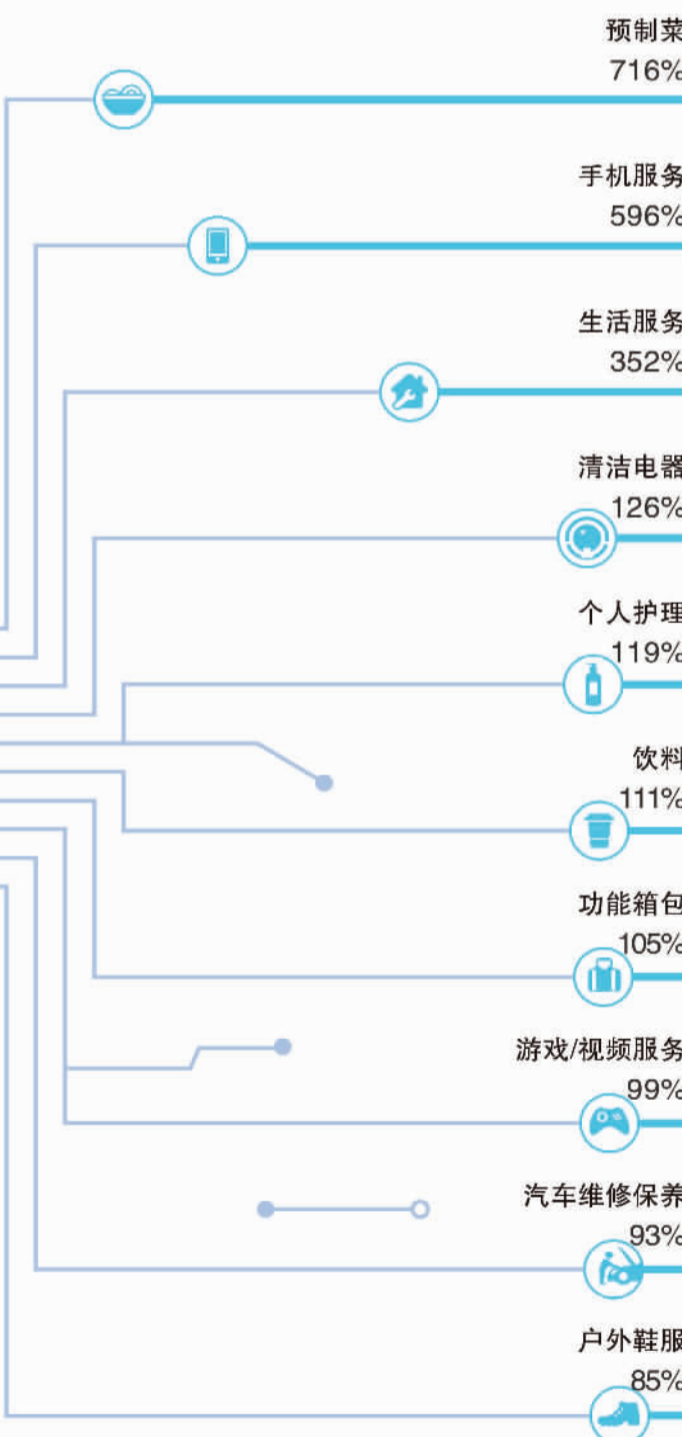 预制菜
716%
手机服务
596%
生活服务
352%
清洁电器
126%
个人护理
119%
饮料
111%
功能箱包
105%
游戏/视频服务
99%
汽车维修保养
93%
户外鞋服
85%